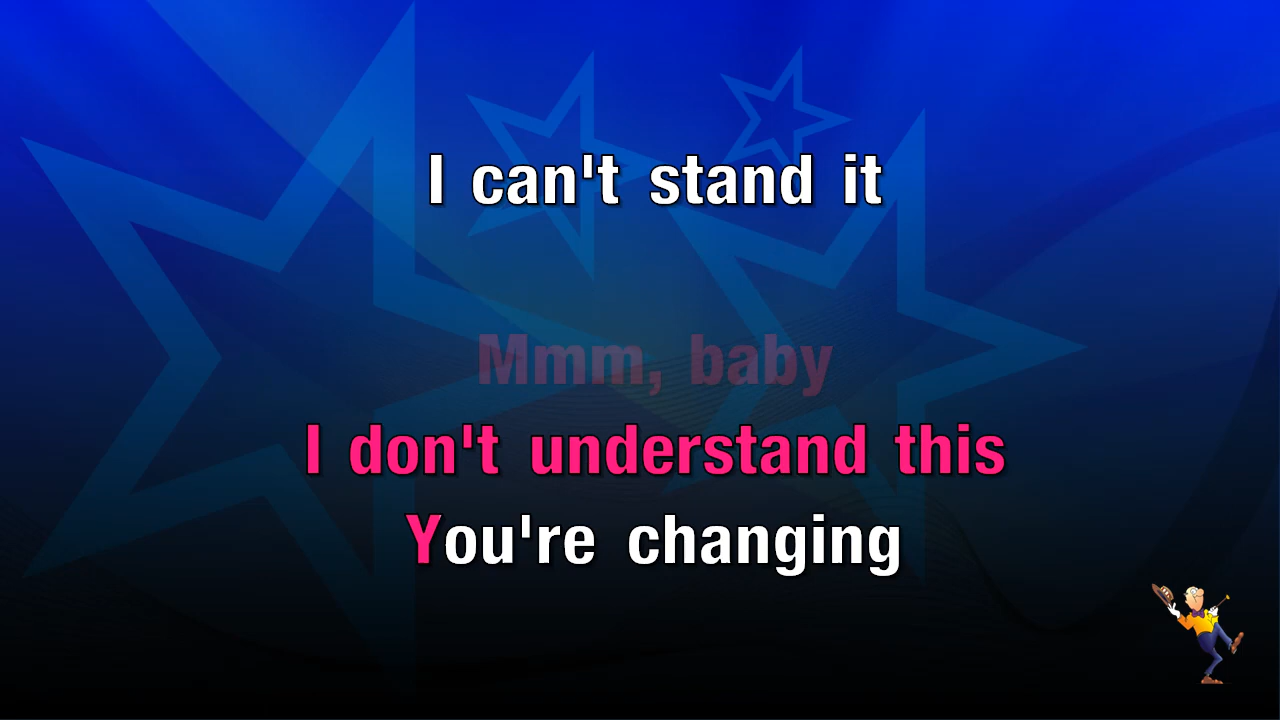 I can't stand it
Mmm, baby
I don't understand this
You're changing